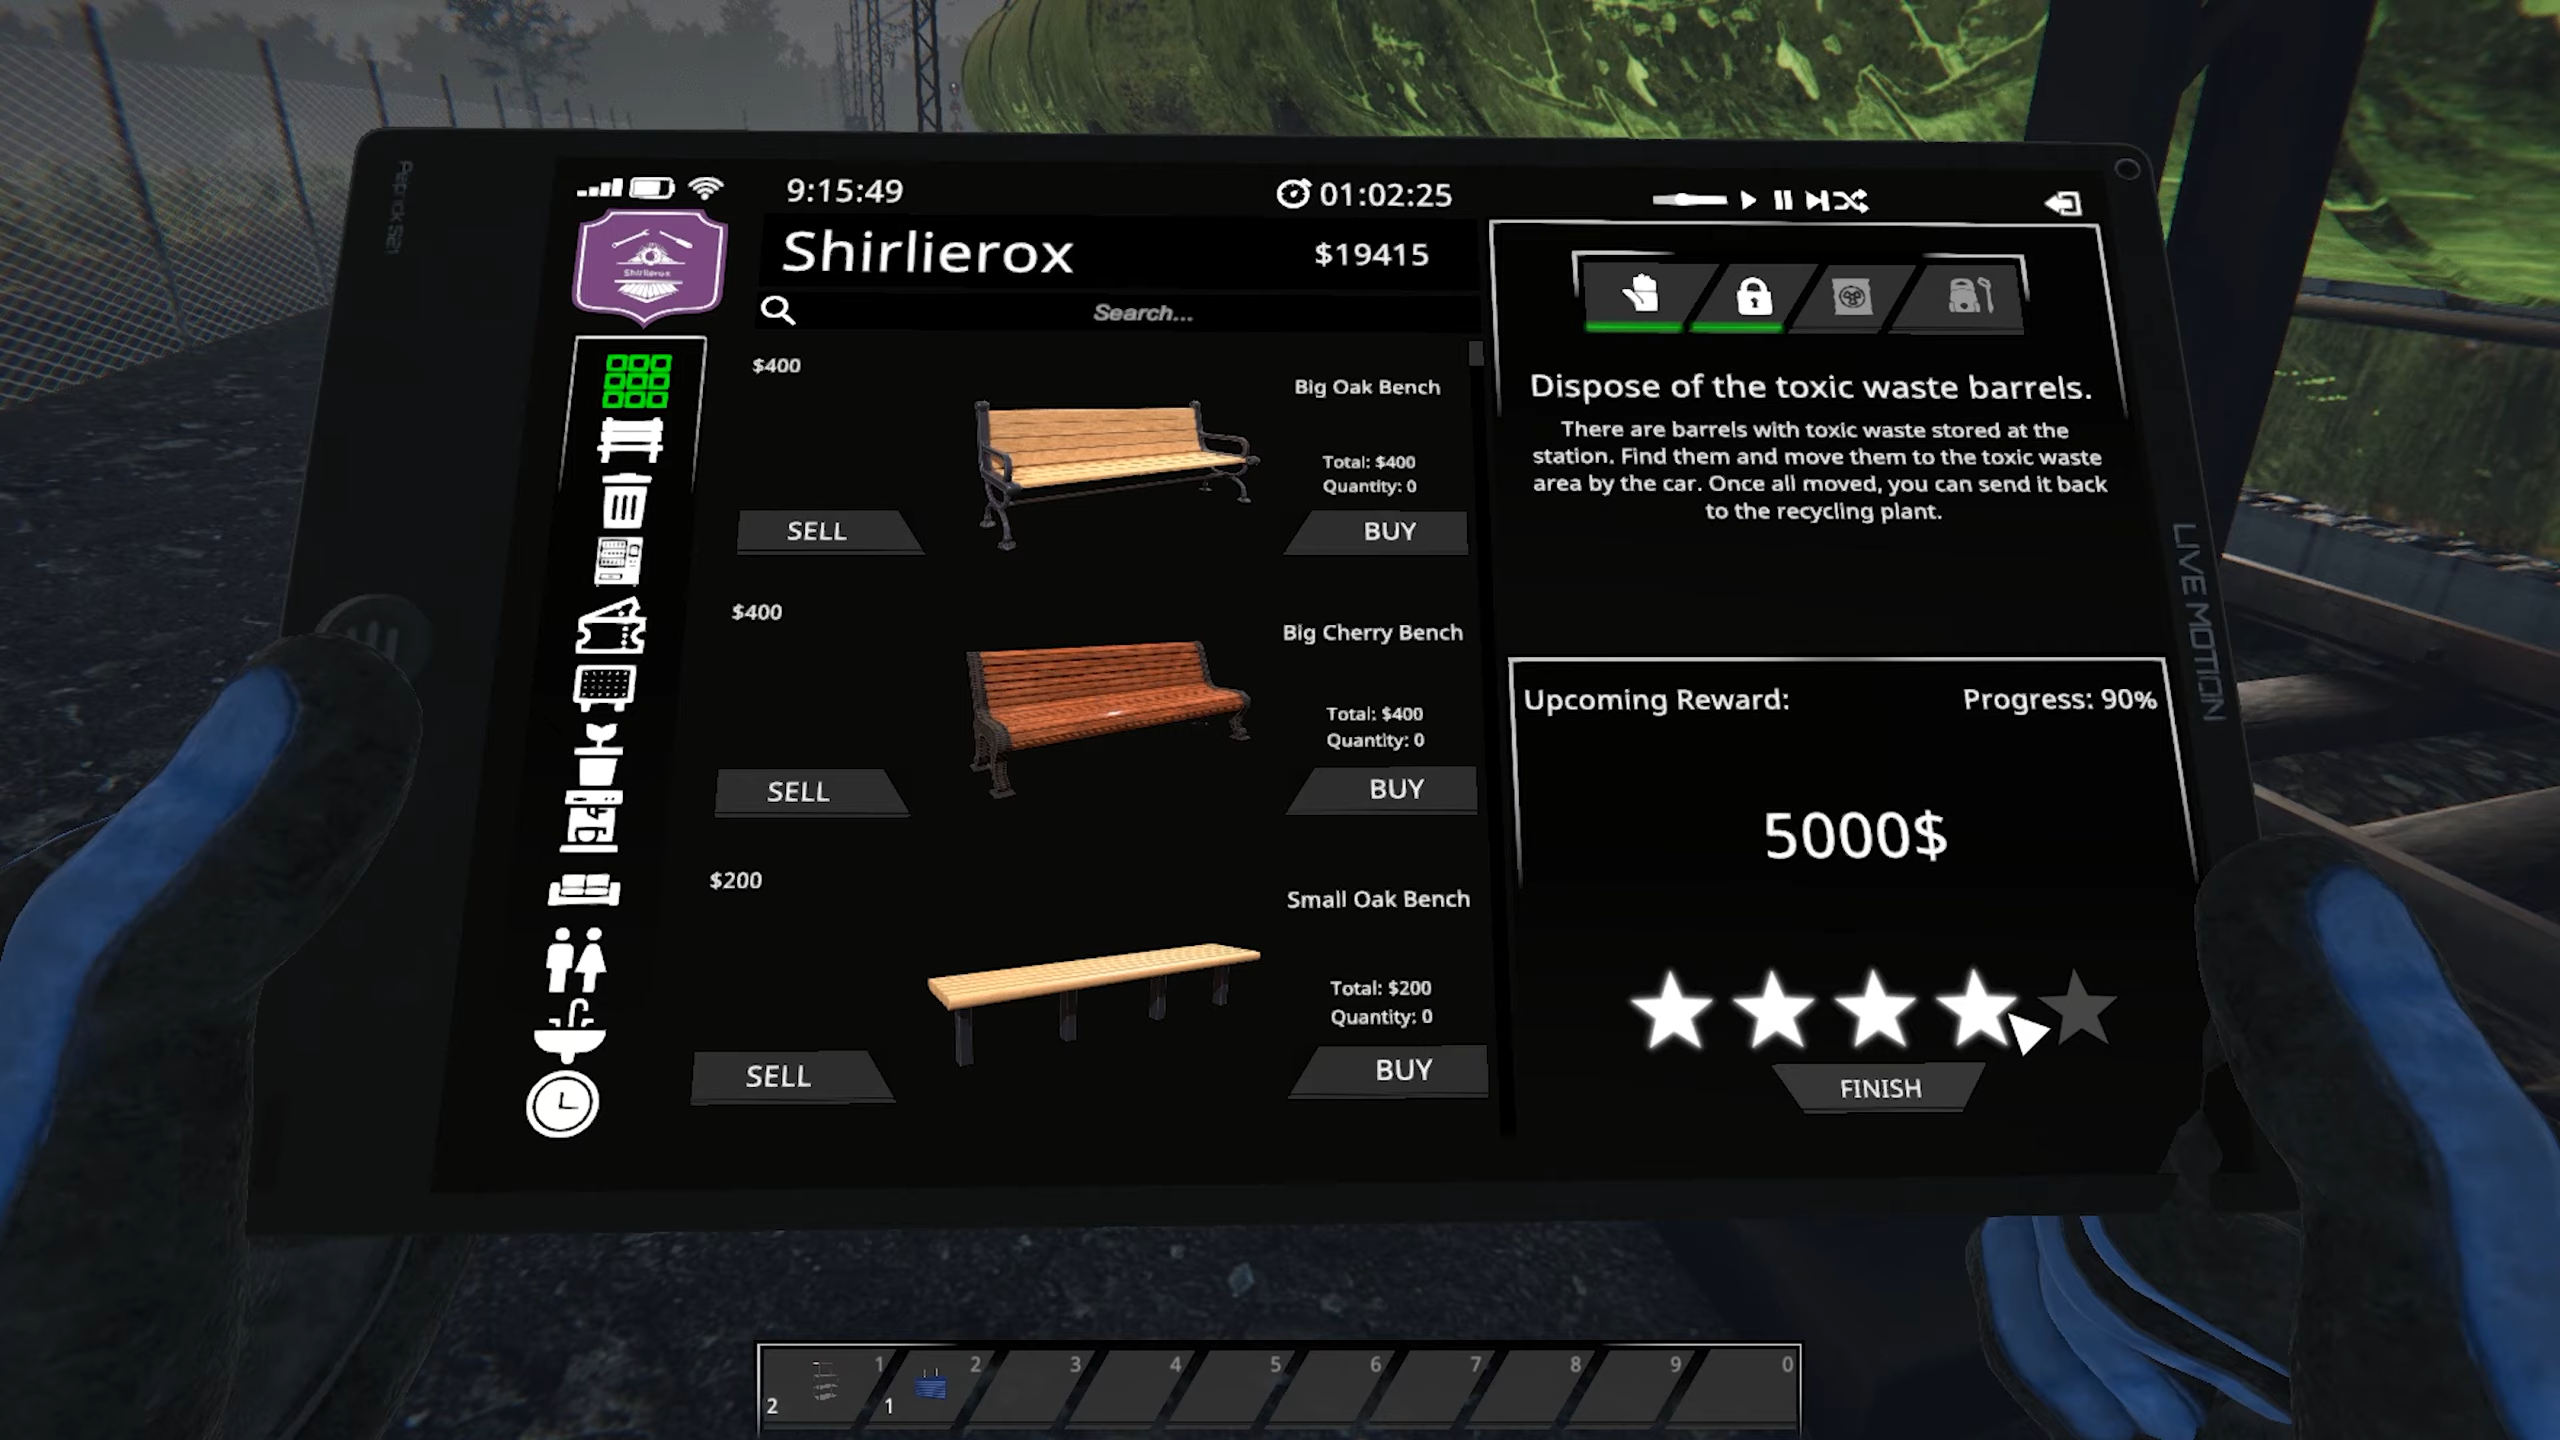 9:15:49
01:02:25
Shirlierox
$19415
Shirlierox
Search...
$400
Big Oak Bench
Total: $400
Quantity: 0
SELL
BUY
$400
Big Cherry Bench
Total: $400
Quantity: 0
SELL
BUY
$200
Small Oak Bench
Total: $200
Quantity: 0
SELL
BUY
Dispose of the toxic waste barrels.
There are barrels with toxic waste stored at the
station. Find them and move them to the toxic waste
area by the car. Once all moved, you can send it back
to the recycling plant.
Upcoming Reward:
Progress: 90%
5000$
FINISH
LIVE MOTION
1 2 3 4 5 6 7 8 9 0
2 1